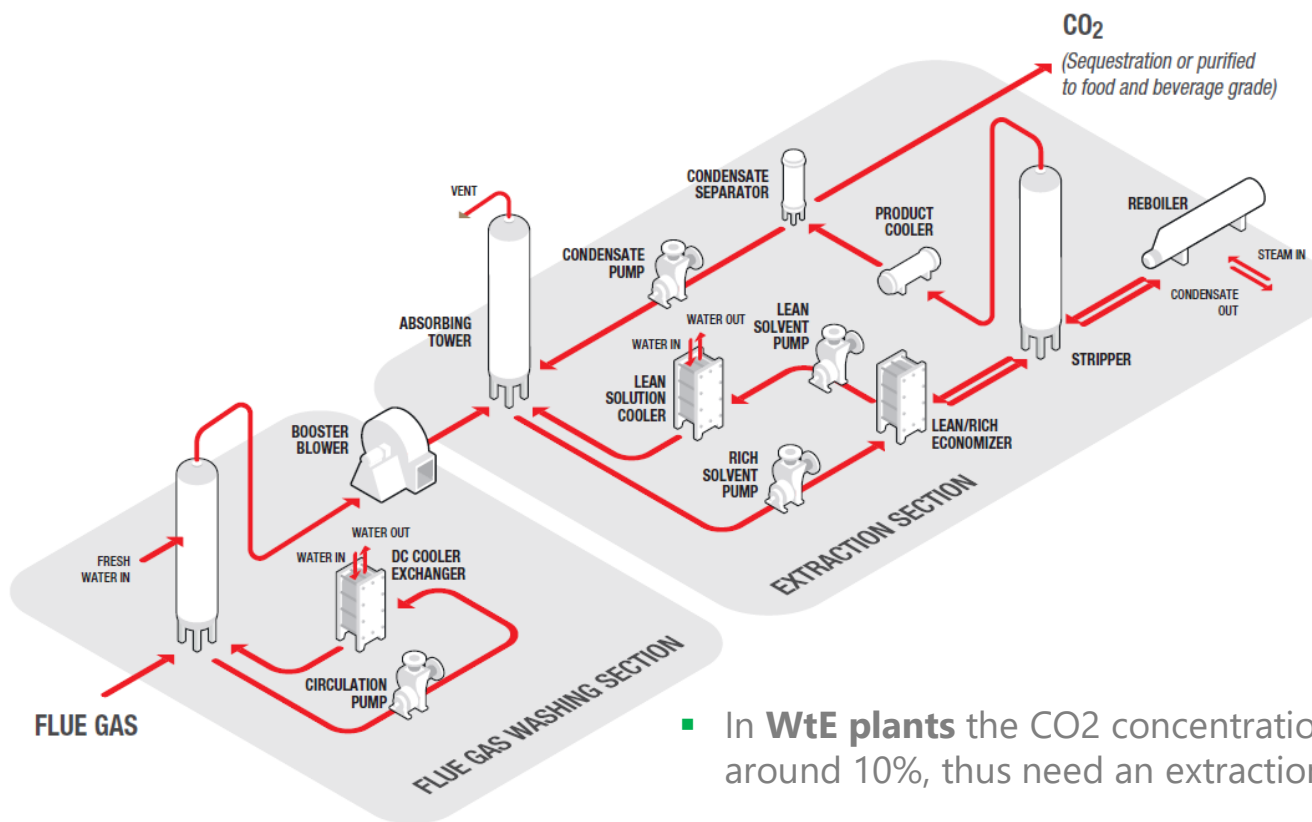 CO2
(Sequestration or purified
to food and beverage grade)
CONDENSATE
SEPARATOR
VENT
REBOILER
PRODUCT
COOLER
CONDENSATE
PUMP
STEAM IN
CONDENSATE
OUT
LEAN
SOLVENT
PUMP
WATER OUT
WATER IN
ABSORBING
TOWER
STRIPPER
LEAN
SOLUTION
COOLER
LEAN/RICH
ECONOMIZER
BOOSTER
BLOWER
RICH
SOLVENT
PUMP
EXTRACTION SECTION
WATER OUT
WATER IN
DC COOLER
EXCHANGER
FRESH
WATER IN
CIRCULATION
PUMP
FLUE GAS
FLUE GAS WASHING SECTION
▪ In WtE plants the CO2 concentratio
around 10%, thus need an extraction